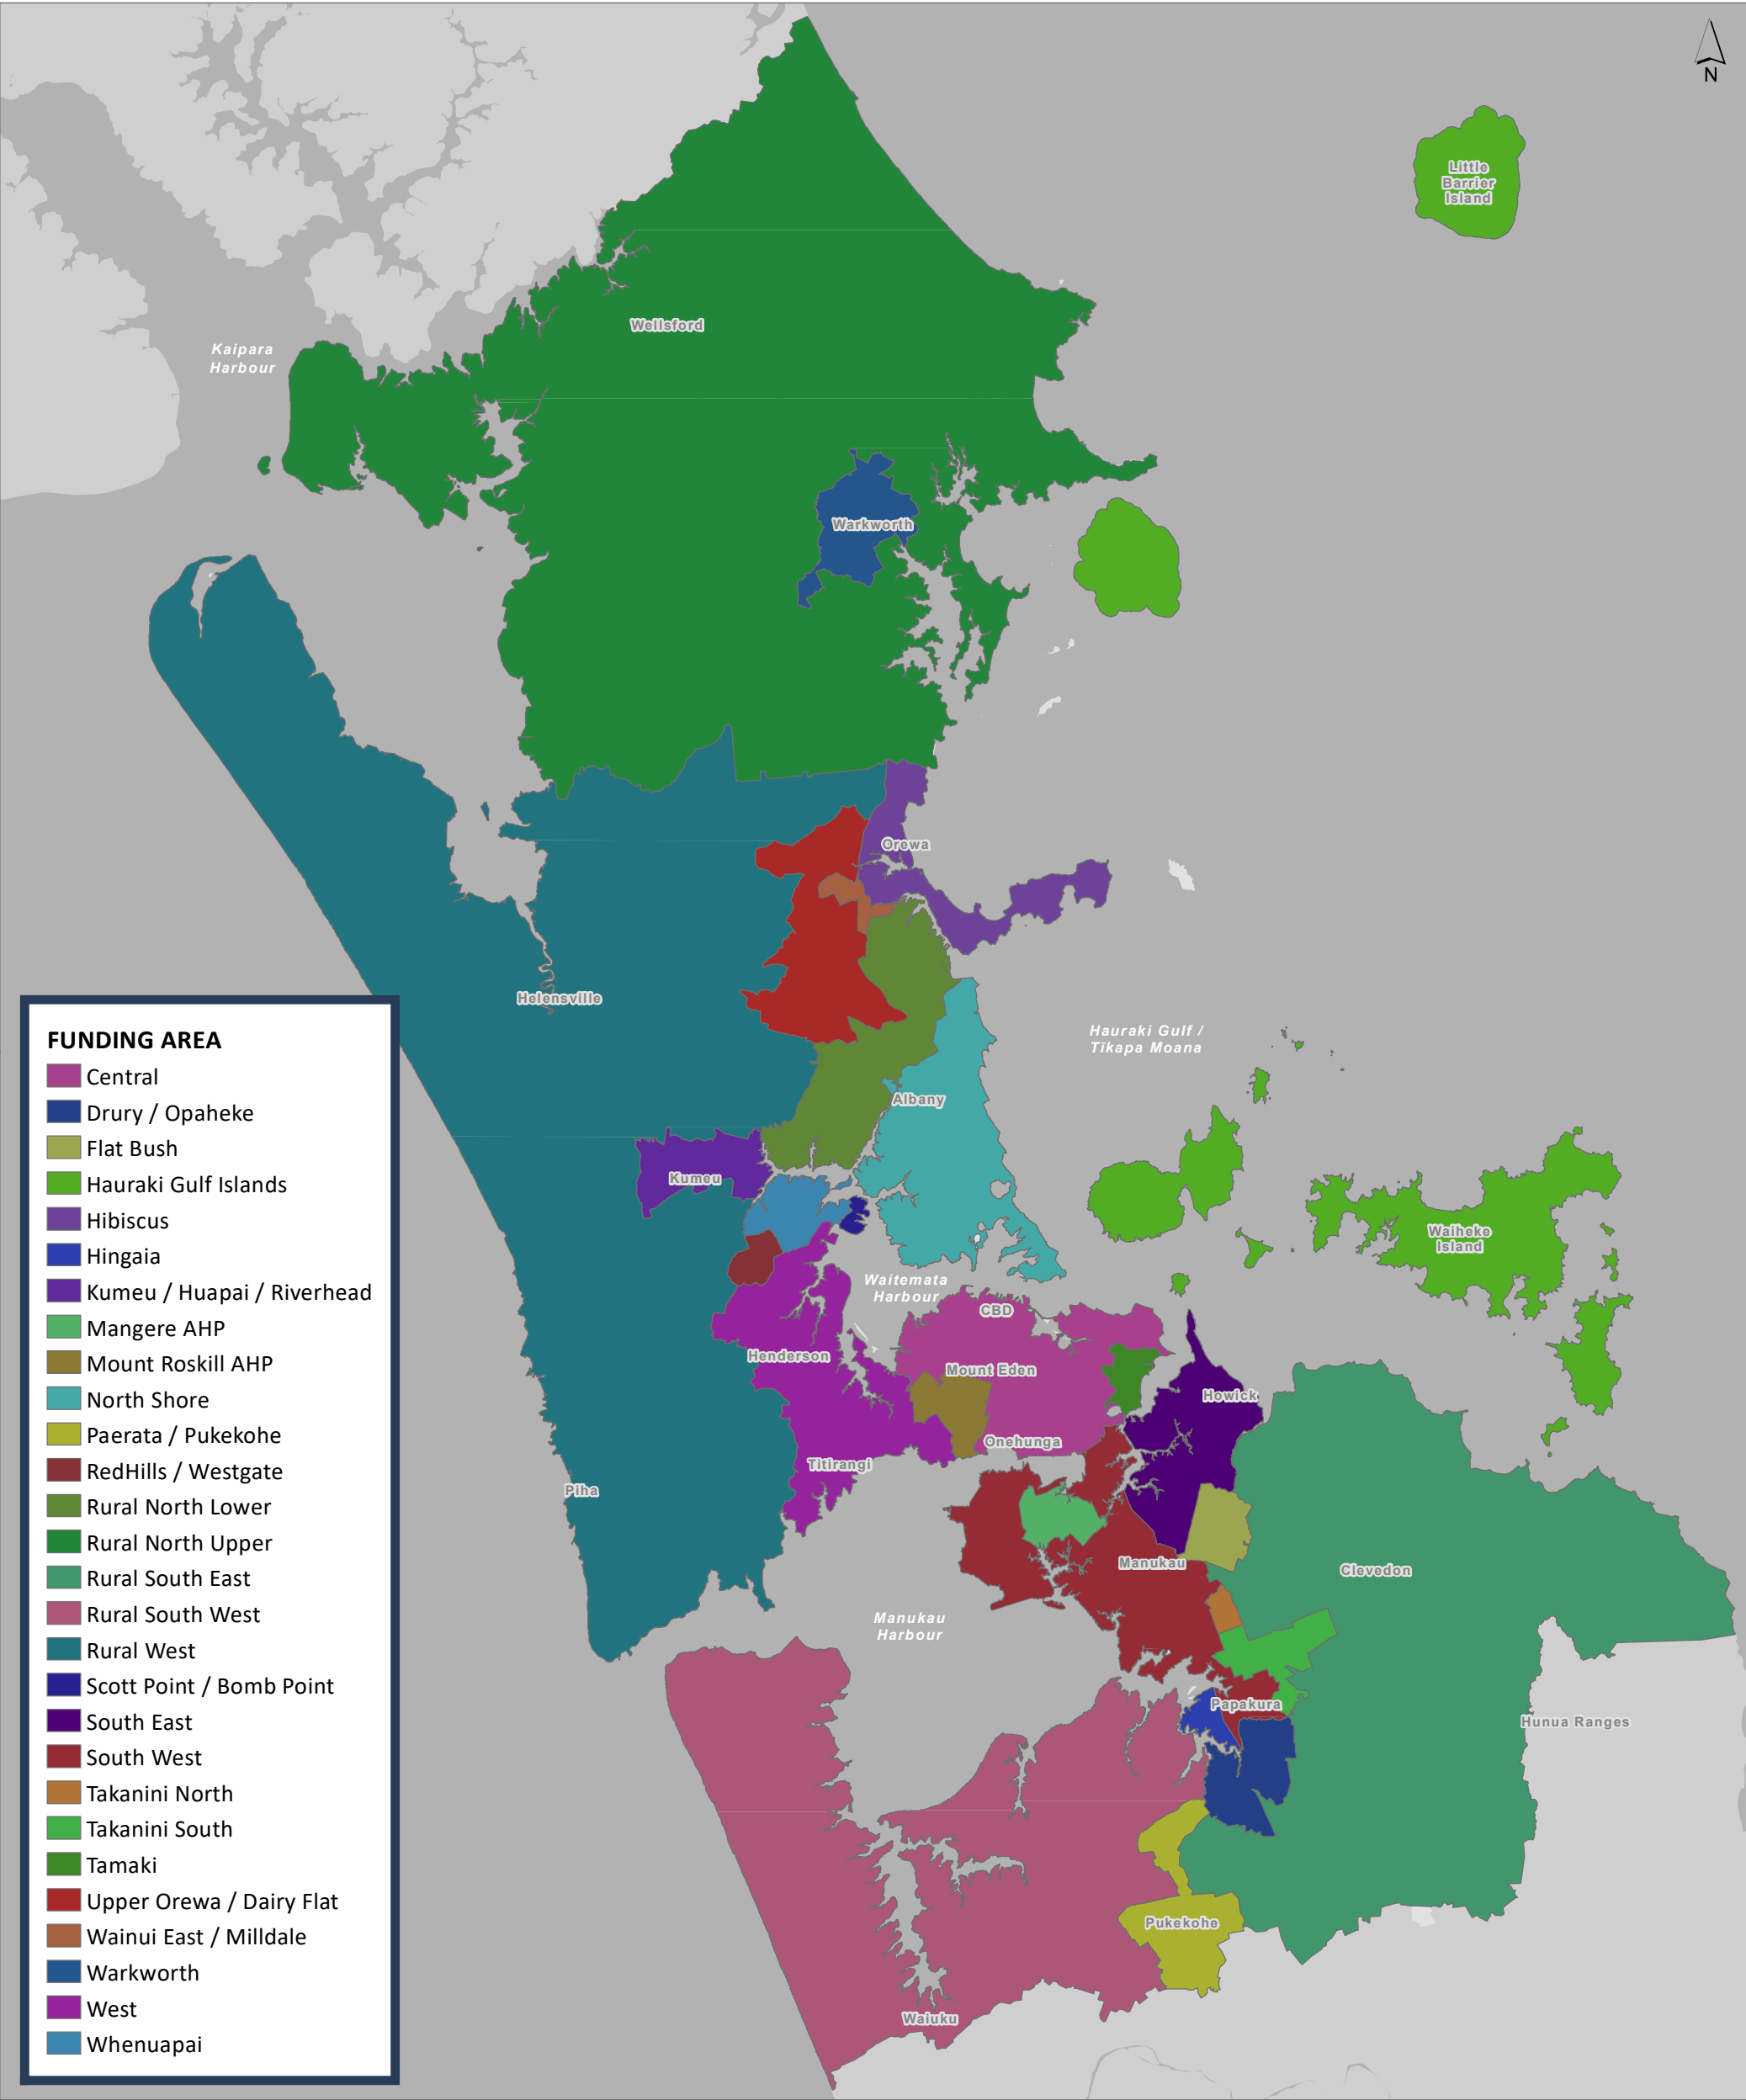 N
Little
Barrier
Island
Wellsford
Kaipara
Harbour
Warkworth
Orewa
Helensville
Hauraki Gulf /
Tikapa Moana
Albany
Kumeu
Waiheke
Island
Waitemata
Harbour
CBD
Henderson
Mount Eden
Howick
Onehunga
Titirangi
Piha
Manukau
Clevedon
Manukau
Harbour
Papakura
Hunua Ranges
Pukekohe
Waiuku
FUNDING AREA
Central
Drury / Opaheke
Flat Bush
Hauraki Gulf Islands
Hibiscus
Hingaia
Kumeu / Huapai / Riverhead
Mangere AHP
Mount Roskill AHP
North Shore
Paerata / Pukekohe
RedHills / Westgate
Rural North Lower
Rural North Upper
Rural South East
Rural South West
Rural West
Scott Point / Bomb Point
South East
South West
Takanini North
Takanini South
Tamaki
Upper Orewa / Dairy Flat
Wainui East / Milldale
Warkworth
West
Whenuapai